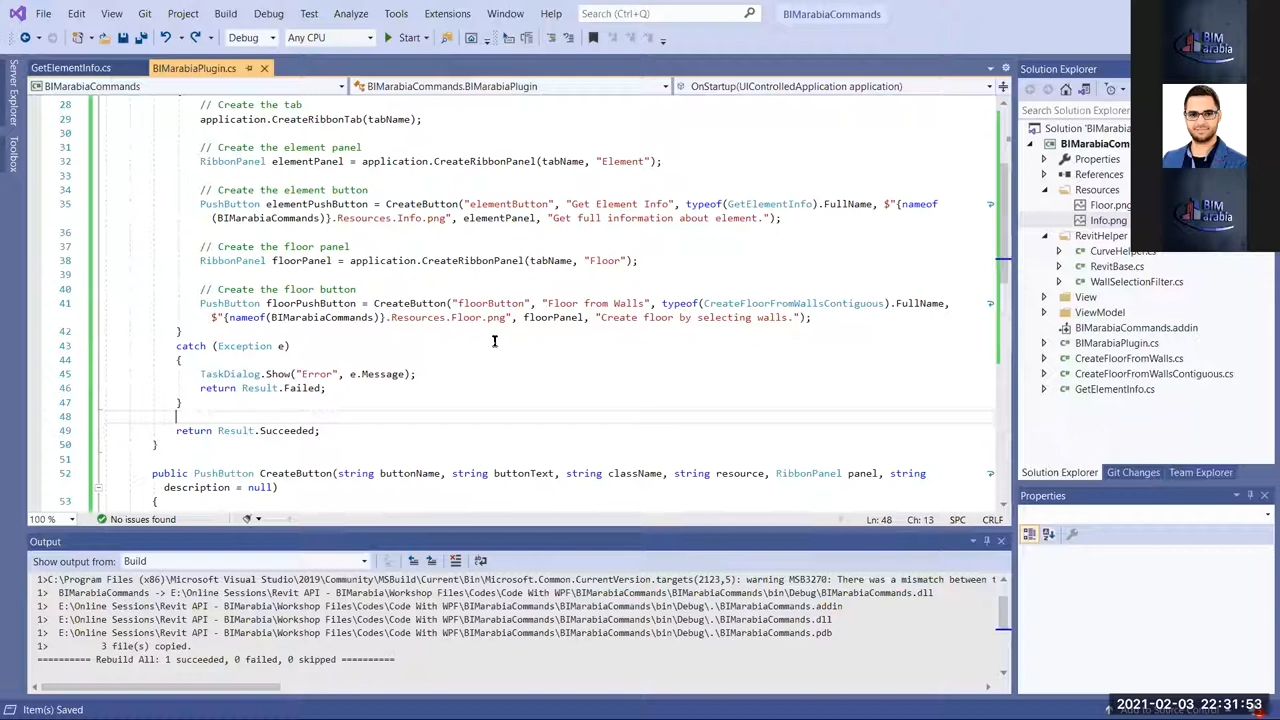 File Edit View Git Project Build Debug Test Analyze Tools Extensions Window Help Search (Ctrl+Q) BIMarabiaCommands
Debug Any CPU Start
Server Explorer
Toolbox
GetElementInfo.cs BIMarabiaPlugin.cs
BIMarabiaCommands BIMarabiaCommands.BIMarabiaPlugin OnStartup(UIControlledApplication application)
28 // Create the tab
29 application.CreateRibbonTab(tabName);
30
31 // Create the element panel
32 RibbonPanel elementPanel = application.CreateRibbonPanel(tabName, "Element");
33
34 // Create the element button
35 PushButton elementPushButton = CreateButton("elementButton", "Get Element Info", typeof(GetElementInfo).FullName, $"{nameof
(BIMarabiaCommands)}.Resources.Info.png", elementPanel, "Get full information about element.");
36
37 // Create the floor panel
38 RibbonPanel floorPanel = application.CreateRibbonPanel(tabName, "Floor");
39
40 // Create the floor button
41 PushButton floorPushButton = CreateButton("floorButton", "Floor from Walls", typeof(CreateFloorFromWallsContiguous).FullName,
$"{nameof(BIMarabiaCommands)}.Resources.Floor.png", floorPanel, "Create floor by selecting walls.");
42 }
43 catch (Exception e)
44 {
45 TaskDialog.Show("Error", e.Message);
46 return Result.Failed;
47 }
48
49 return Result.Succeeded;
50 }
51
52 public PushButton CreateButton(string buttonName, string buttonText, string className, string resource, RibbonPanel panel, string
description = null)
53 {
100 % No issues found Ln: 48 Ch: 13 SPC CRLF
Output
Show output from: Build
1>C:\Program Files (x86)\Microsoft Visual Studio\2019\Community\MSBuild\Current\Bin\Microsoft.Common.CurrentVersion.targets(2123,5): warning MSB3270: There was a mismatch between t
1> BIMarabiaCommands -> E:\Online Sessions\Revit API - BIMarabia\Workshop Files\Codes\Code With WPF\BIMarabiaCommands\BIMarabiaCommands\bin\Debug\BIMarabiaCommands.dll
1> E:\Online Sessions\Revit API - BIMarabia\Workshop Files\Codes\Code With WPF\BIMarabiaCommands\BIMarabiaCommands\bin\Debug\.\BIMarabiaCommands.addin
1> E:\Online Sessions\Revit API - BIMarabia\Workshop Files\Codes\Code With WPF\BIMarabiaCommands\BIMarabiaCommands\bin\Debug\.\BIMarabiaCommands.dll
1> E:\Online Sessions\Revit API - BIMarabia\Workshop Files\Codes\Code With WPF\BIMarabiaCommands\BIMarabiaCommands\bin\Debug\.\BIMarabiaCommands.pdb
1> 3 file(s) copied.
========== Rebuild All: 1 succeeded, 0 failed, 0 skipped ==========
Item(s) Saved
Solution Explorer
Search Solution Explorer
Solution 'BIMarabia
BIMarabiaCom
Properties
References
Resources
Floor.png
Info.png
RevitHelper
CurveHelpe
RevitBase.cs
WallSelectionFilter.cs
View
ViewModel
BIMarabiaCommands.addin
BIMarabiaPlugin.cs
CreateFloorFromWalls.cs
CreateFloorFromWallsContiguous.cs
GetElementInfo.cs
Solution Explorer Git Changes Team Explorer
Properties
BIM arabia
BIM arabia
Add to Source Control
2021-02-03 22:31:53